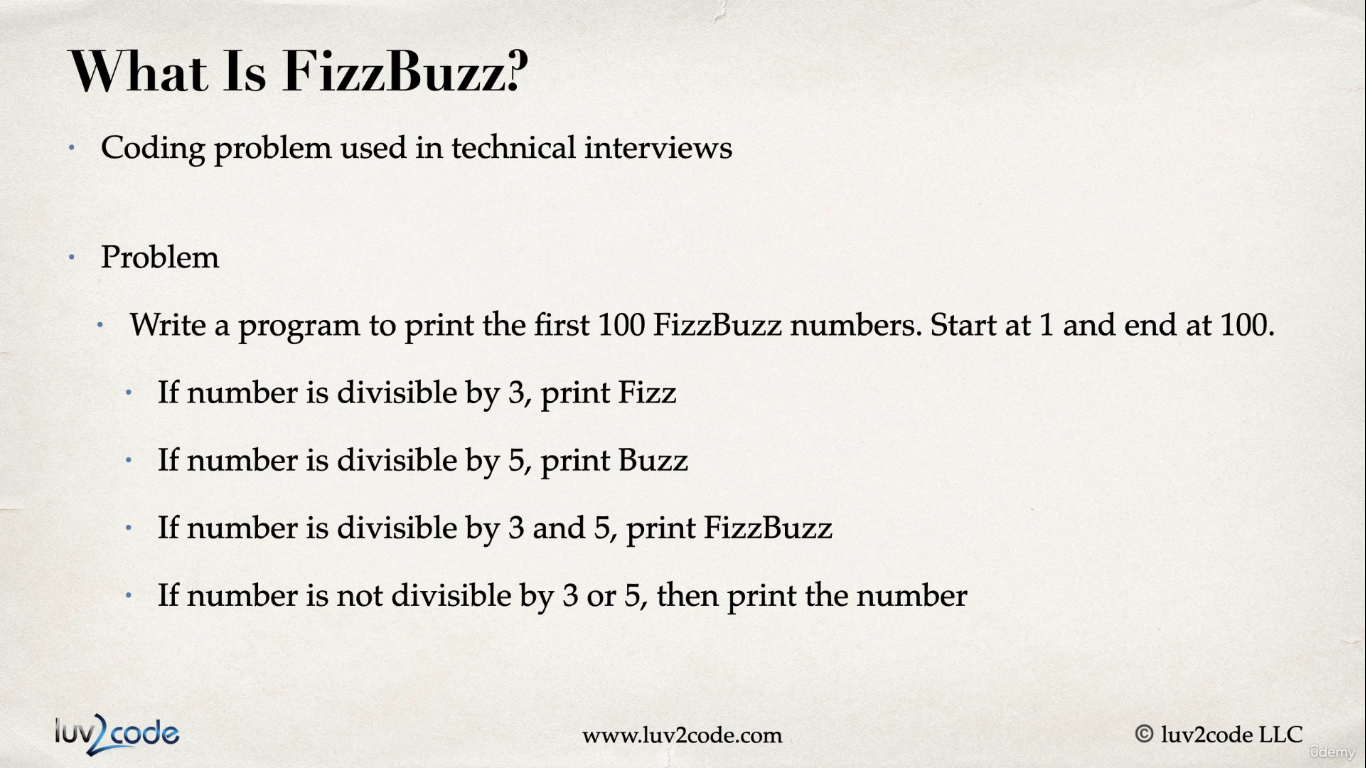 What Is FizzBuzz?
• Coding problem used in technical interviews
• Problem
• Write a program to print the first 100 FizzBuzz numbers. Start at 1 and end at 100.
• If number is divisible by 3, print Fizz
• If number is divisible by 5, print Buzz
• If number is divisible by 3 and 5, print FizzBuzz
• If number is not divisible by 3 or 5, then print the number
luv2code
www.luv2code.com
© luv2code LLC
ûdemy